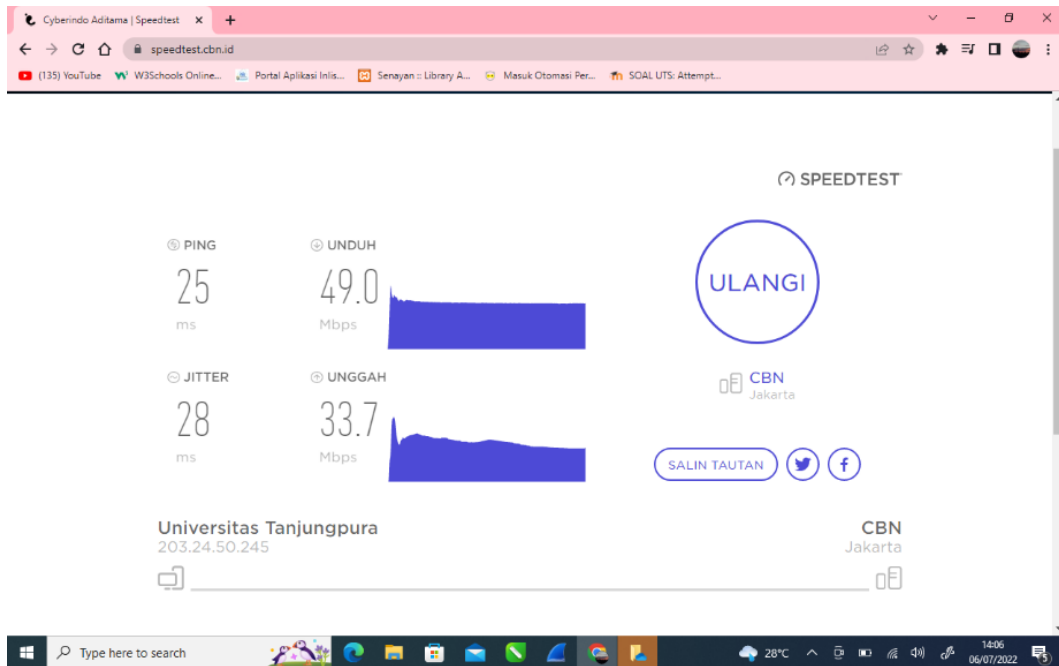 Cyberindo Aditama | Speedtest
speedtest.cbn.id
(135) YouTube W3Schools Online... Portal Aplikasi Inlis... Senayan :: Library A... Masuk Otomasi Per... SOAL UTS: Attempt...
SPEEDTEST
PING
25
ms
UNDUH
49.0
Mbps
ULANGI
JITTER
28
ms
UNGGAH
33.7
Mbps
CBN
Jakarta
SALIN TAUTAN
Universitas Tanjungpura
203.24.50.245
CBN
Jakarta
Type here to search
28°C
14:06
06/07/2022
5